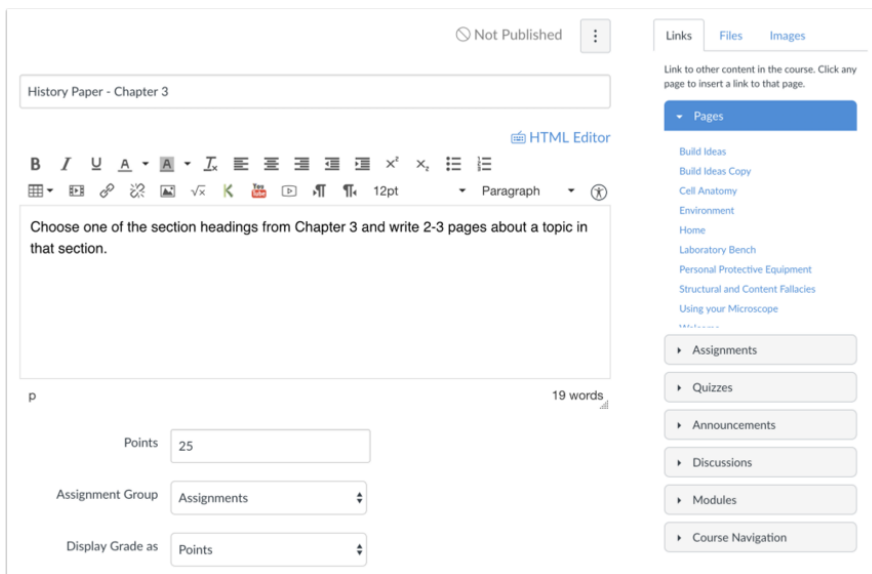 Not Published
History Paper - Chapter 3
HTML Editor
12pt
Paragraph
Choose one of the section headings from Chapter 3 and write 2-3 pages about a topic in
that section.
p
19 words
Points
25
Assignment Group
Assignments
Display Grade as
Points
Links
Files
Images
Link to other content in the course. Click any
page to insert a link to that page.
Pages
Build Ideas
Build Ideas Copy
Cell Anatomy
Environment
Home
Laboratory Bench
Personal Protective Equipment
Structural and Content Fallacies
Using your Microscope
Assignments
Quizzes
Announcements
Discussions
Modules
Course Navigation